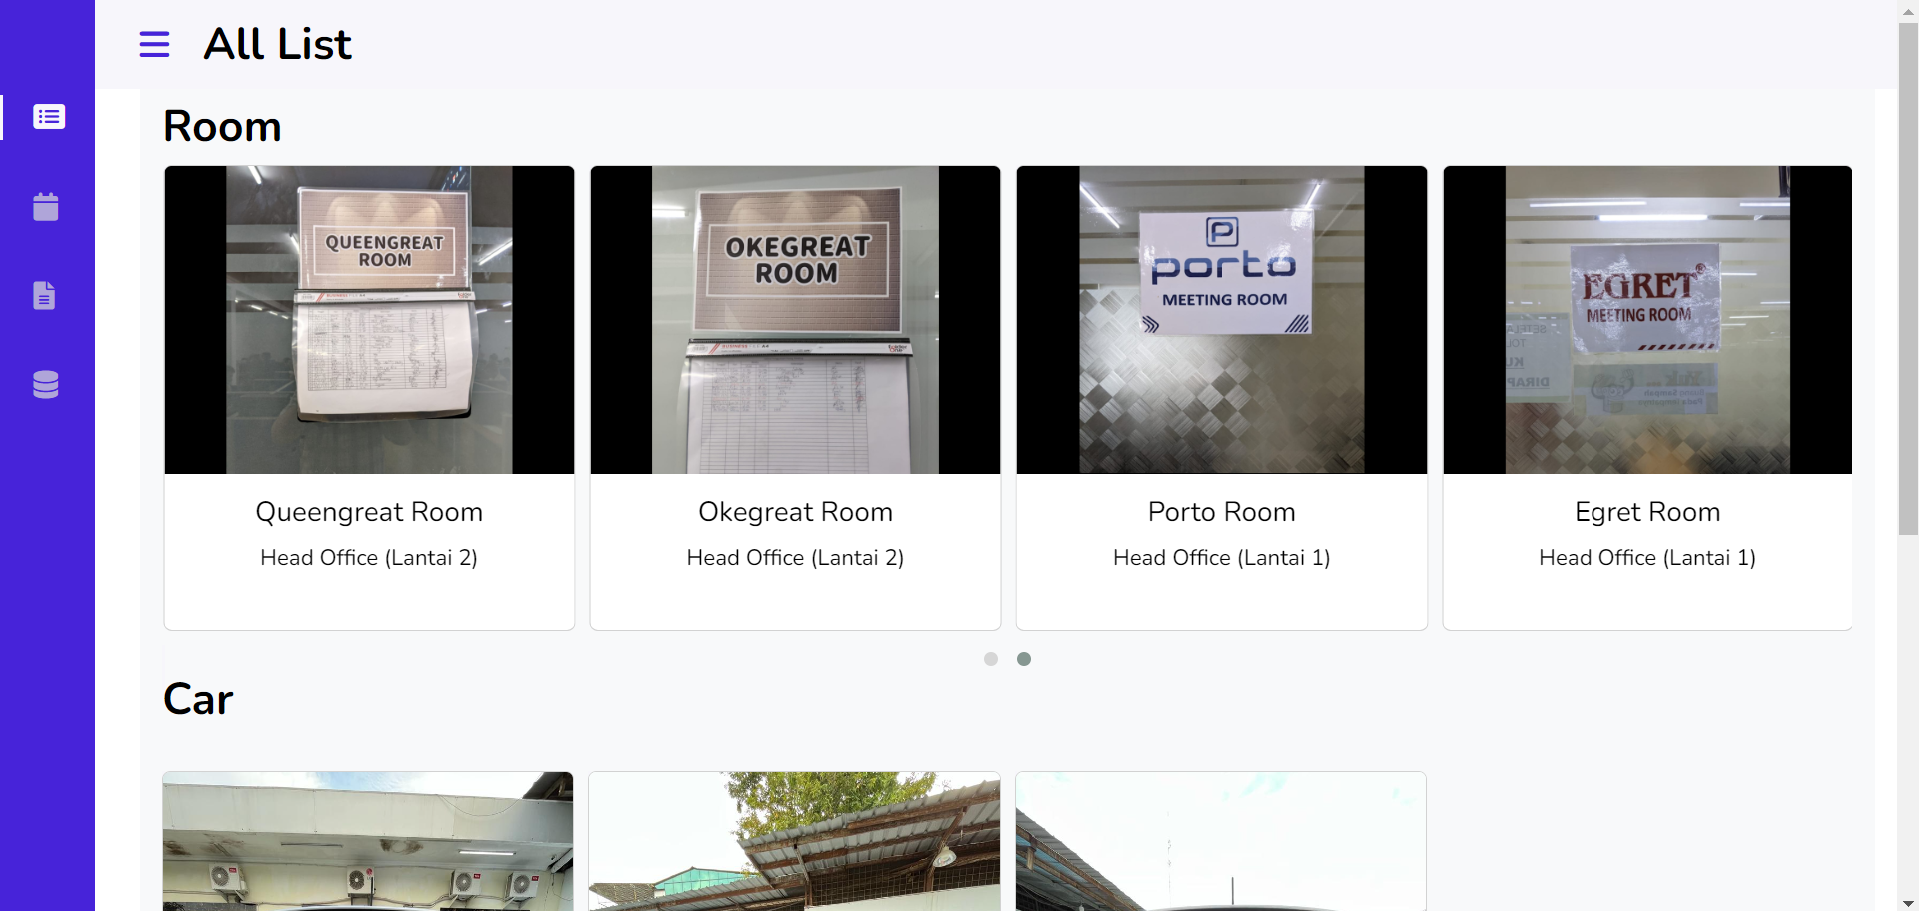 All List
Room
QUEENGREAT
ROOM
OKEGREAT
ROOM
P
porto
MEETING ROOM
EGRET®
MEETING ROOM
Queengreat Room
Head Office (Lantai 2)
Okegreat Room
Head Office (Lantai 2)
Porto Room
Head Office (Lantai 1)
Egret Room
Head Office (Lantai 1)
Car